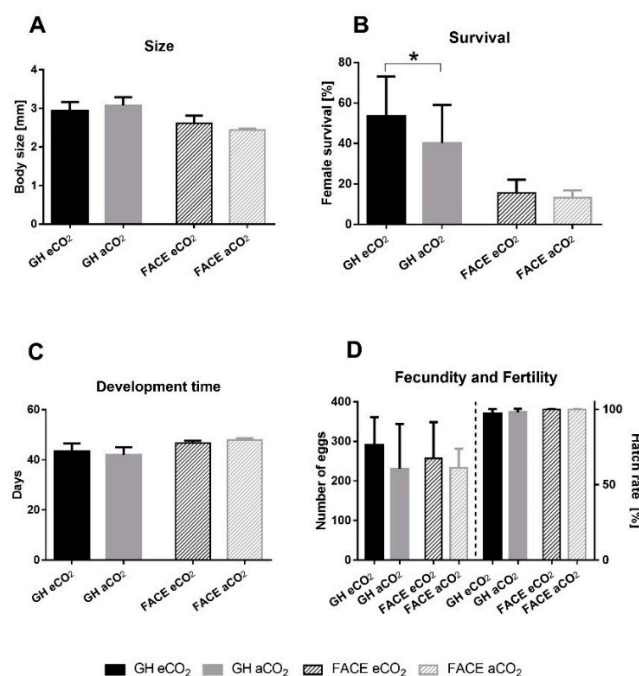 A
Size
Body size [mm]
4
3
2
1
0
GH eCO₂
GH aCO₂
FACE eCO₂
FACE aCO₂
B
Survival
Female survival [%]
80
60
40
20
0
*
GH eCO₂
GH aCO₂
FACE eCO₂
FACE aCO₂
C
Development time
Days
60
40
20
0
GH eCO₂
GH aCO₂
FACE eCO₂
FACE aCO₂
D
Fecundity and Fertility
Number of eggs
400
300
200
100
0
100
50
0
Hatch rate [%]
GH eCO₂
GH aCO₂
FACE eCO₂
FACE aCO₂
GH eCO₂
GH aCO₂
FACE eCO₂
FACE aCO₂
GH eCO₂
GH aCO₂
FACE eCO₂
FACE aCO₂